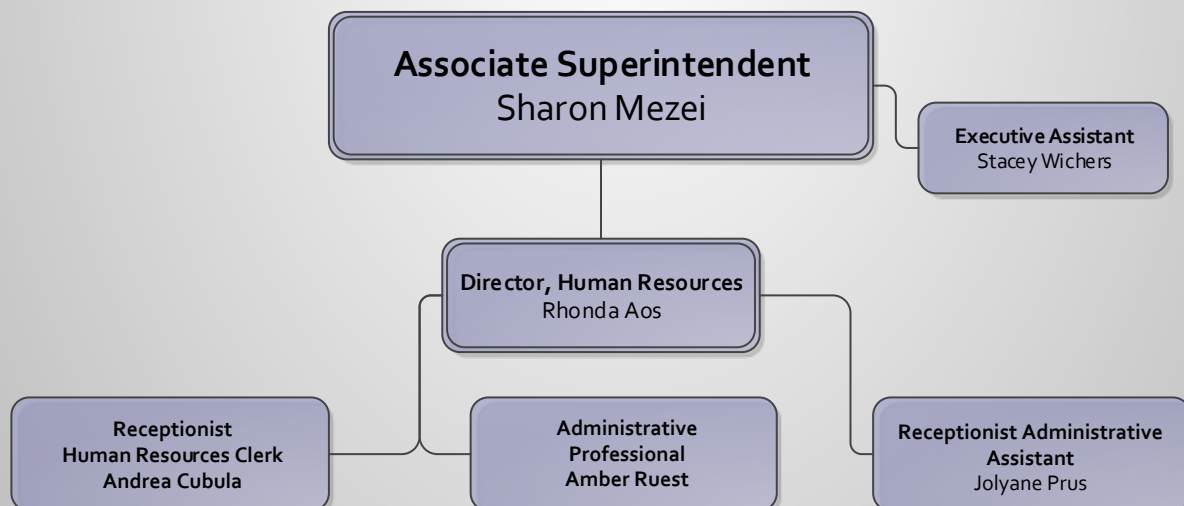 Associate Superintendent
Sharon Mezei
Executive Assistant
Stacey Wichers
Director, Human Resources
Rhonda Aos
Receptionist
Human Resources Clerk
Andrea Cubula
Administrative
Professional
Amber Ruest
Receptionist Administrative
Assistant
Jolyane Prus